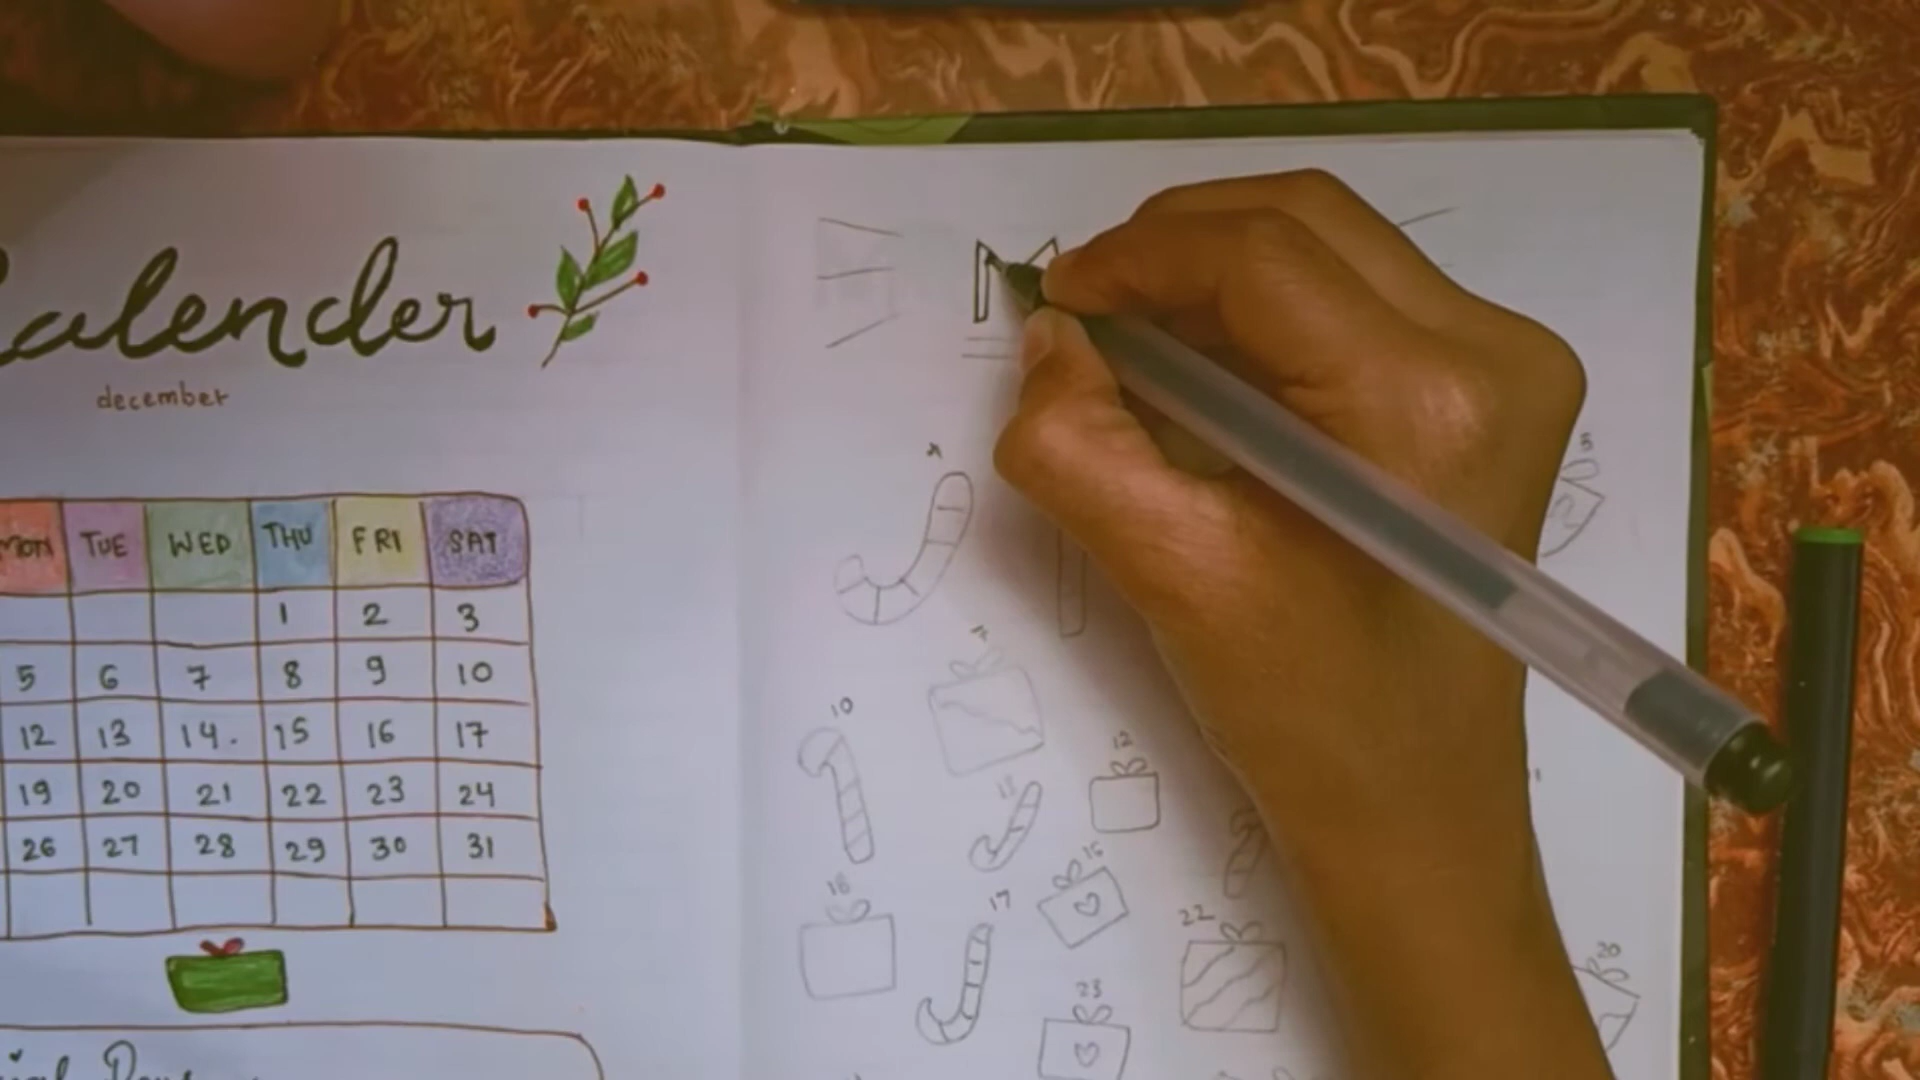 Calender
december
MON TUE WED THU FRI SAT
1 2 3
5 6 7 8 9 10
12 13 14. 15 16 17
19 20 21 22 23 24
26 27 28 29 30 31
M
5
10
12
15
16
18
17
22
20
23